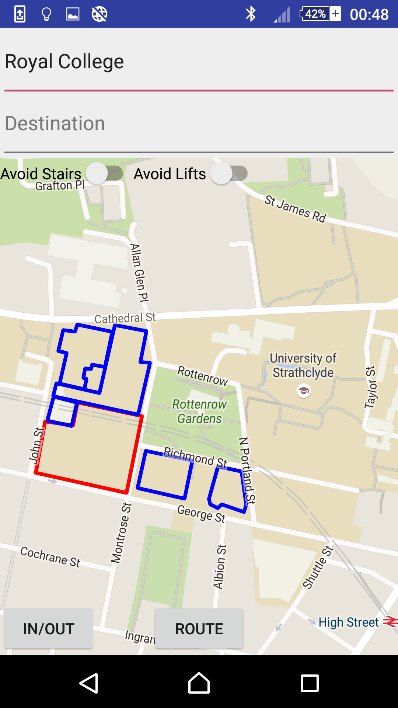 42%
00:48
Royal College
Destination
Avoid Stairs
Avoid Lifts
Grafton Pl
St James Rd
Allan Glen Pl
Cathedral St
University of
Strathclyde
Rottenrow
Taylor St
Rottenrow
Gardens
John St
N Portland St
Richmond St
George St
Montrose St
Albion St
Shuttle St
Cochrane St
High Street
Ingran
IN/OUT
ROUTE